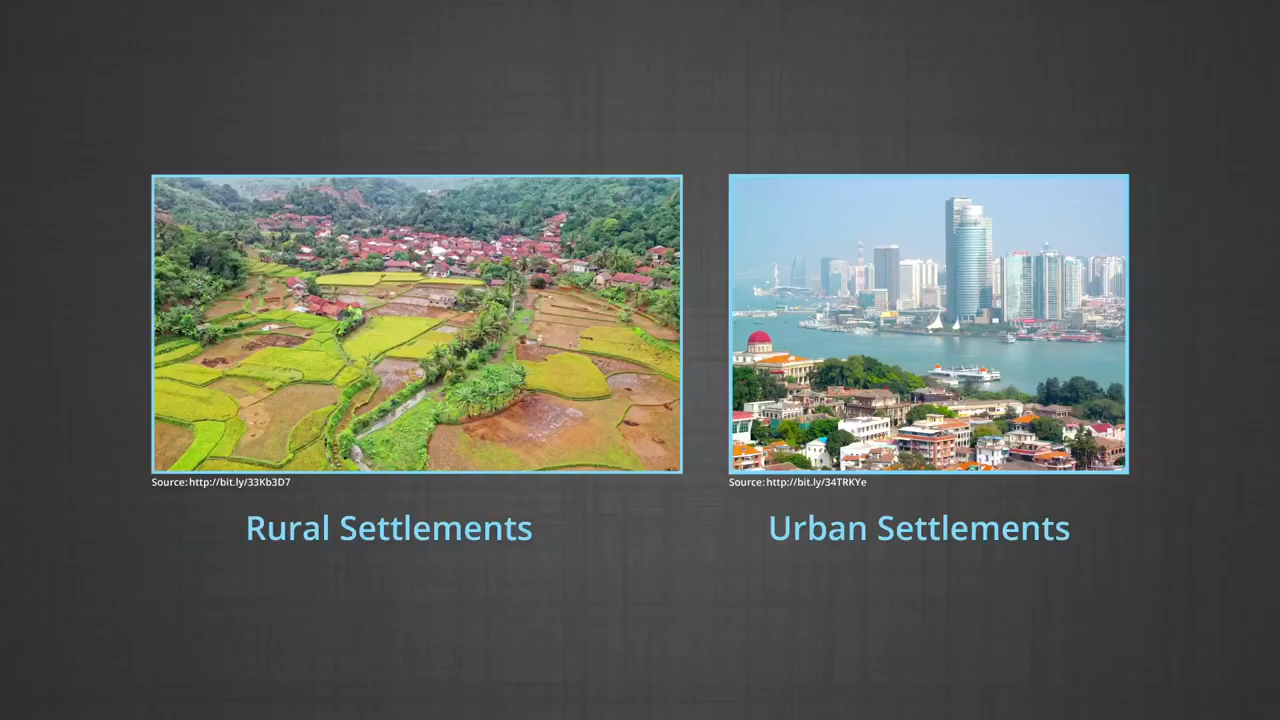 Source: http://bit.ly/33Kb3D7
Source: http://bit.ly/34TRKYe
Rural Settlements
Urban Settlements